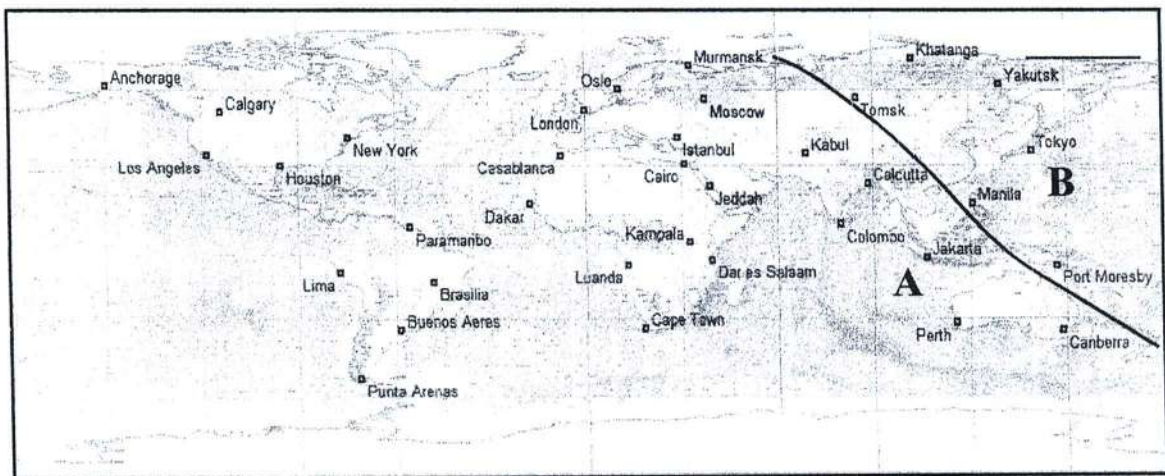 Khatanga
Murmansk
Anchorage
Oslo
Yakutsk
Calgary
Moscow
Tomsk
London
New York
Istanbul
Kabul
Tokyo
Los Angeles
Houston
Casablanca
Cairo
Calcutta
B
Jeddah
Manila
Dakar
Colombo
Paramaribo
Kampala
Jakarta
Lima
Luanda
Dar es Salaam
Port Moresby
A
Brasilia
Buenos Aeres
Cape Town
Perth
Canberra
Punta Arenas